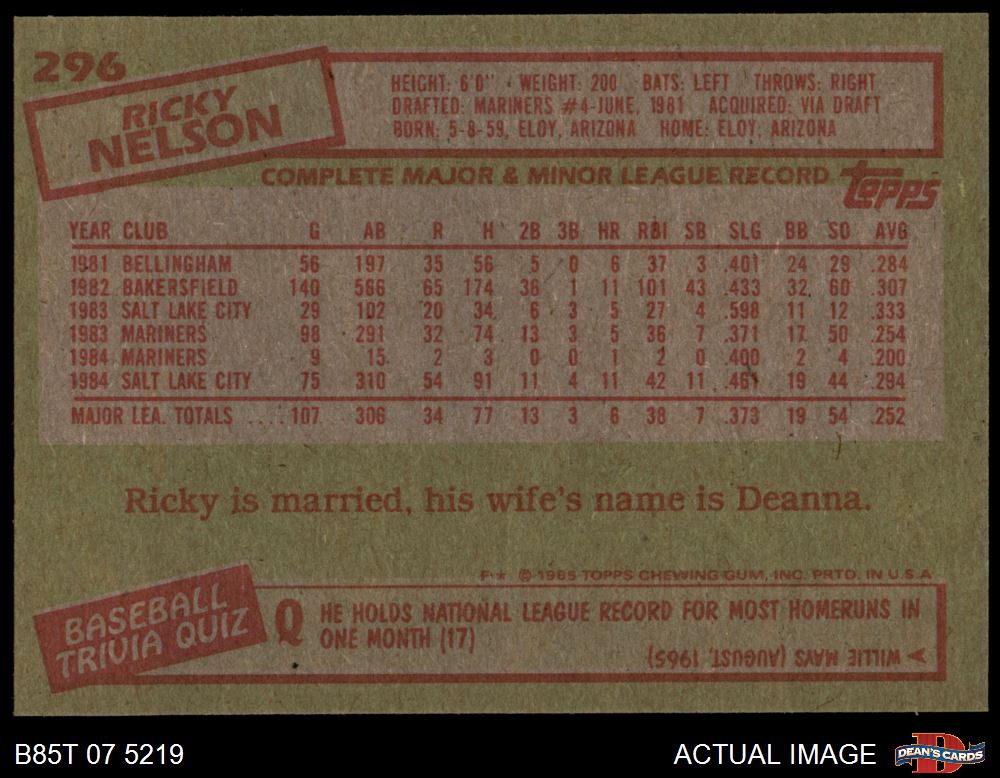 296
RICKY
NELSON
HEIGHT: 6'0" WEIGHT: 200 BATS: LEFT THROWS: RIGHT
DRAFTED: MARINERS #4-JUNE, 1981 ACQUIRED: VIA DRAFT
BORN: 5-8-59, ELOY, ARIZONA HOME: ELOY, ARIZONA
COMPLETE MAJOR & MINOR LEAGUE RECORD topps
YEAR CLUB G AB R H 2B 3B HR RBI SB SLG BB SO AVG
1981 BELLINGHAM 56 197 35 56 5 0 6 37 3 .401 24 29 .284
1982 BAKERSFIELD 140 566 65 174 36 1 11 101 43 .433 32 60 .307
1983 SALT LAKE CITY 29 102 20 34 6 3 5 27 4 .598 11 12 .333
1983 MARINERS 98 291 32 74 13 3 5 36 7 .371 17 50 .254
1984 MARINERS 9 15 2 3 0 0 1 2 0 .400 2 4 .200
1984 SALT LAKE CITY 75 310 54 91 11 4 11 42 11 .461 19 44 .294
MAJOR LEA. TOTALS .... 107 306 34 77 13 3 6 38 7 .373 19 54 .252
Ricky is married, his wife's name is Deanna.
F* © 1985 TOPPS CHEWING GUM, INC. PRTD. IN U.S.A
BASEBALL
TRIVIA QUIZ
Q HE HOLDS NATIONAL LEAGUE RECORD FOR MOST HOMERUNS IN
ONE MONTH (17)
A WILLIE MAYS (AUGUST, 1965)
B85T 07 5219
ACTUAL IMAGE
D
DEAN'S CARDS